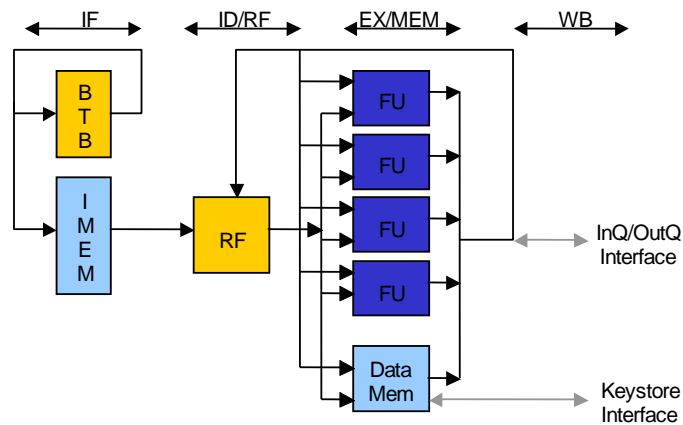 IF ID/RF EX/MEM WB
B
T
B
FU
FU
I
M
E
M
RF
FU
InQ/OutQ
Interface
FU
Data
Mem
Keystore
Interface